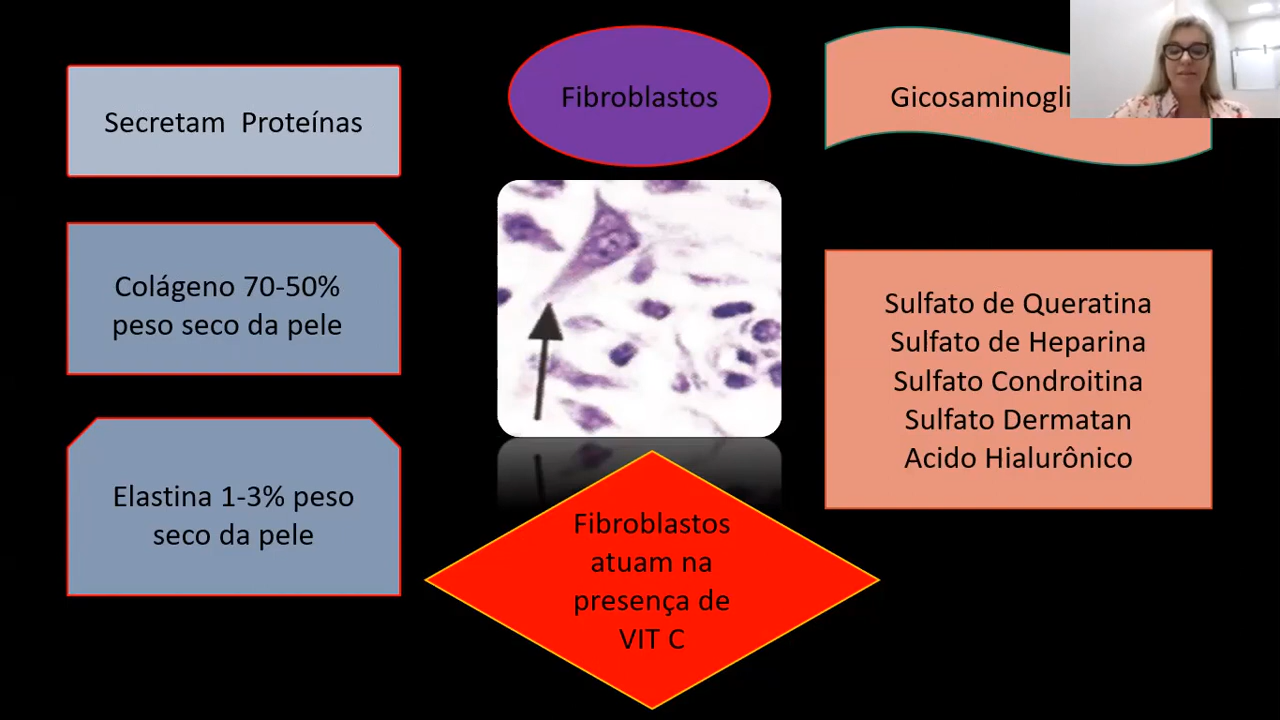 Secretam Proteínas
Colágeno 70-50%
peso seco da pele
Elastina 1-3% peso
seco da pele
Fibroblastos
Fibroblastos
atuam na
presença de
VIT C
Sulfato de Queratina
Sulfato de Heparina
Sulfato Condroitina
Sulfato Dermatan
Acido Hialurônico